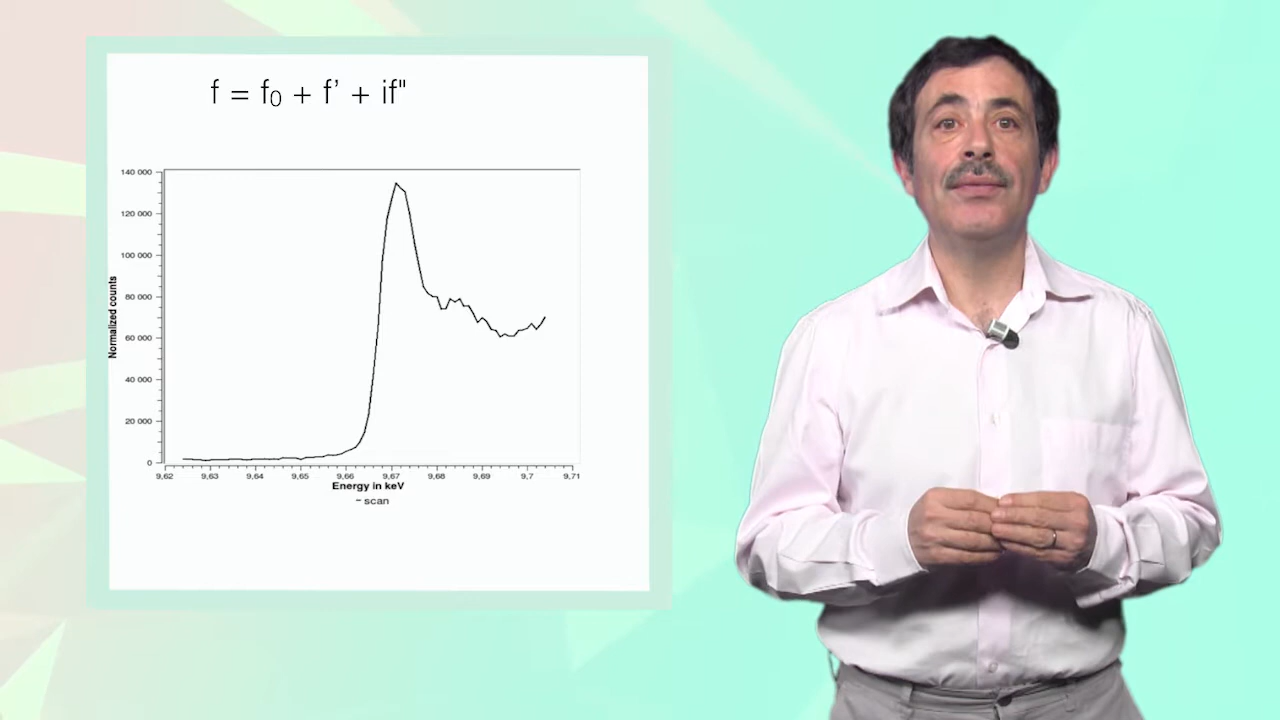 f = f₀ + f’ + if"
140 000
120 000
100 000
80 000
60 000
40 000
20 000
0
Normalized counts
9,62 9,63 9,64 9,65 9,66 9,67 9,68 9,69 9,7 9,71
Energy in keV
- scan